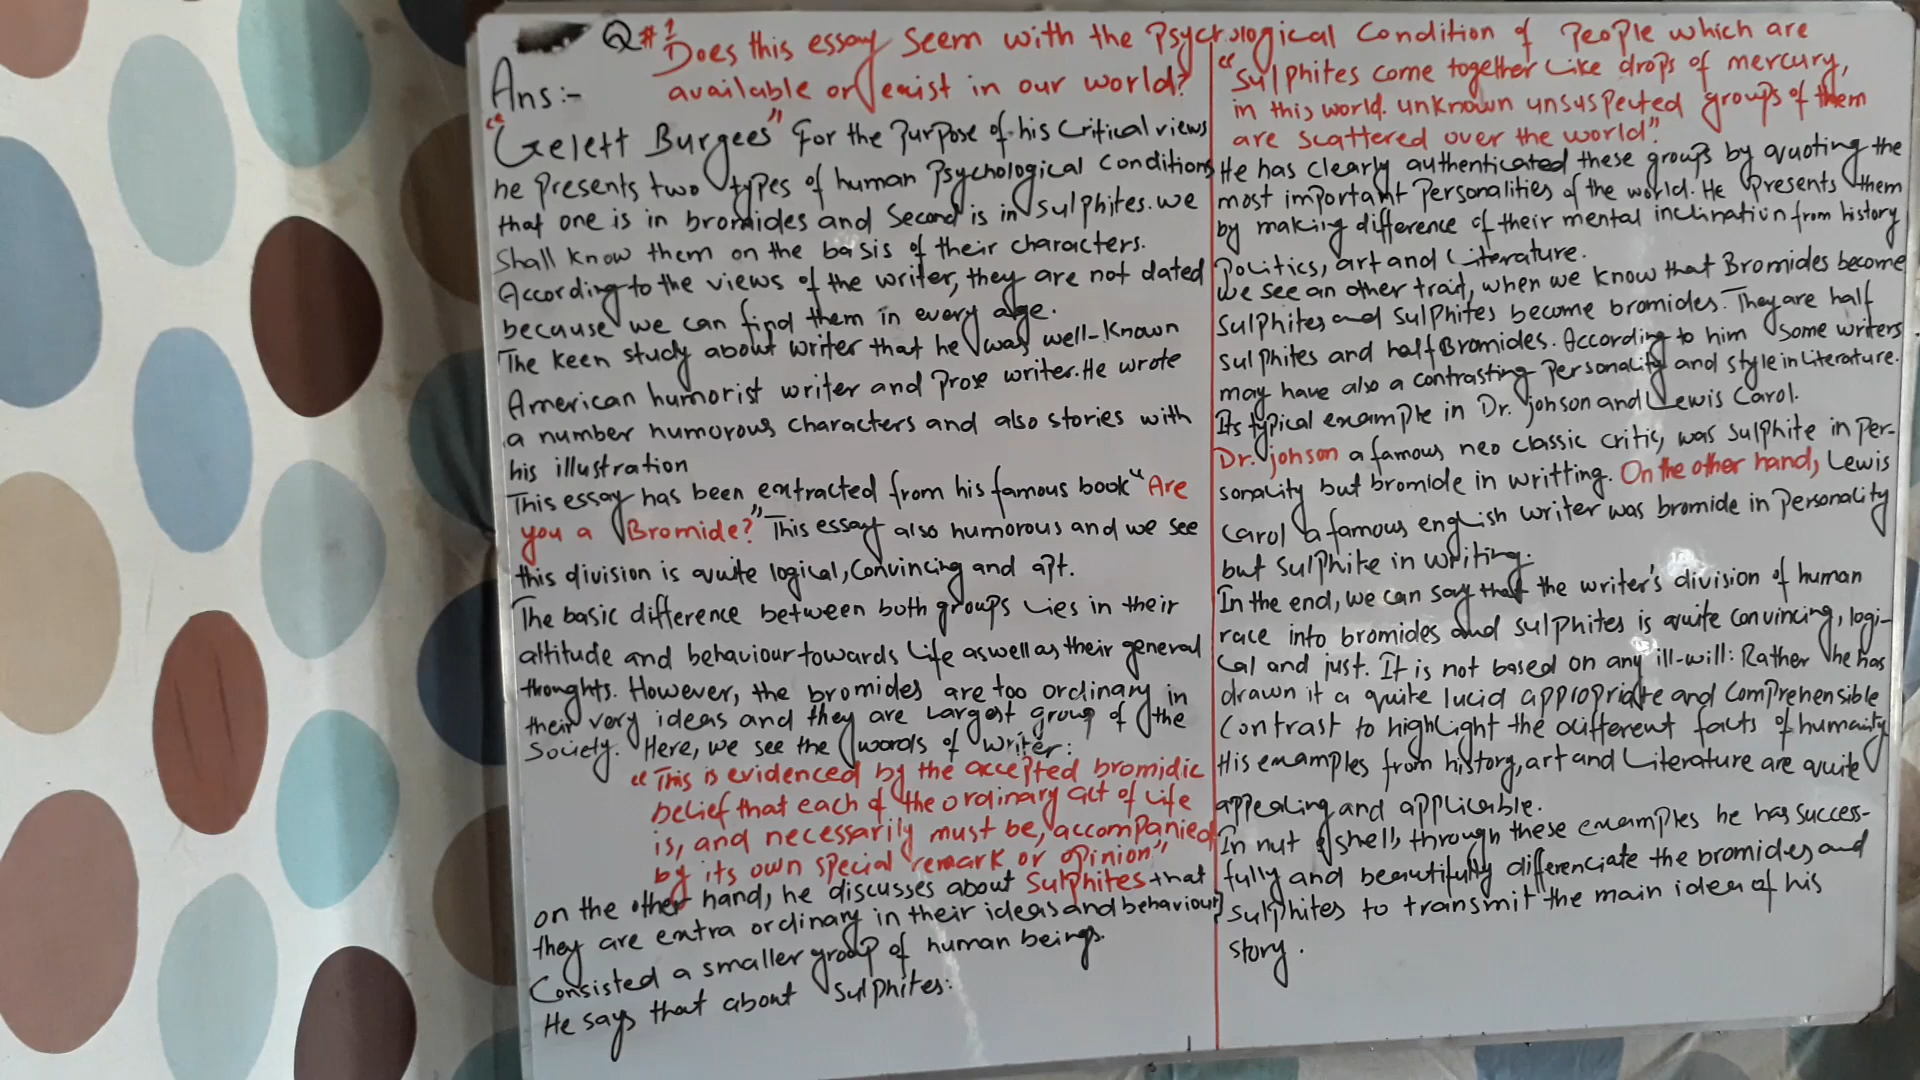 Q#1 Does this essay seem with the Psychological Condition of People which are
available or exist in our world?
Ans:-
"Gelett Burgees" For the Purpose of his Critical views
he presents two types of human Psychological Conditions
that one is in bromides and Second is in Sulphites. we
Shall know them on the basis of their characters.
According to the views of the writer, they are not dated
because we can find them in every age.
The keen study about writer that he was well-known
American humorist writer and Prose writer. He wrote
a number humorous characters and also stories with
his illustration
This essay has been extracted from his famous book "Are
you a Bromide?" This essay also humorous and we see
this division is quite logical, Convincing and apt.
The basic difference between both groups lies in their
altitude and behaviour towards Life aswell as their general
thoughts. However, the bromides are too ordinary in
their very ideas and they are Largest group of the
Society. Here, we see the words of writer:
"This is evidenced by the accepted bromidic
belief that each of the ordinary act of Life
is, and necessarily must be, accompanied
by its own special remark or opinion"
on the other hand, he discusses about Sulphites that
they are extra ordinary in their ideas and behaviour
Consisted a smaller group of human beings.
He says that about Sulphites:
"Sulphites come together Like drops of mercury,
in this world. unknown unsuspected groups of them
are scattered over the world".
He has clearly authenticated these groups by quoting the
most important Personalities of the world. He Presents them
by making difference of their mental inclination from history
Politics, art and Literature.
We see an other trait, when we know that Bromides become
Sulphites and Sulphites become bromides. They are half
sulphites and half Bromides. According to him some writers
may have also a contrasting Personality and style in Literature.
Its typical example in Dr. Johson and Lewis Carol.
Dr. Johson a famous neo classic critic, was Sulphite in Per-
sonality but bromide in writting. On the other hand, Lewis
Carol a famous english writer was bromide in Personality
but Sulphite in writing.
In the end, we can say that the writer's division of human
race into bromides and sulphites is quite convincing, logi-
cal and just. It is not based on any ill-will: Rather he has
drawn it a quite lucid appropriate and Comprehensible
Contrast to highlight the different facts of humanity
His examples from history, art and Literature are quite
appealing and applicable.
In nut shell, through these examples he has success-
fully and beautifully differenciate the bromides and
sulphites to transmit the main idea of his
story.